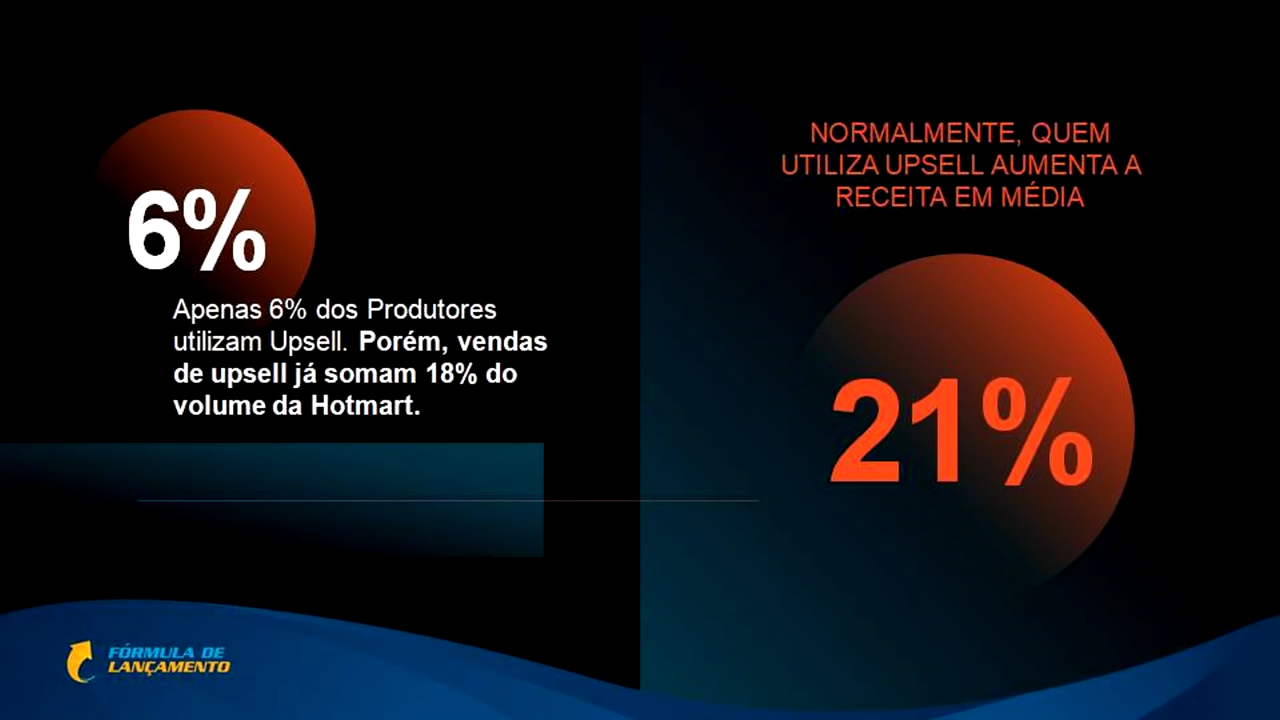 6%
Apenas 6% dos Produtores
utilizam Upsell. Porém, vendas
de upsell já somam 18% do
volume da Hotmart.
NORMALMENTE, QUEM
UTILIZA UPSELL AUMENTA A
RECEITA EM MÉDIA
21%
FÓRMULA DE
LANÇAMENTO